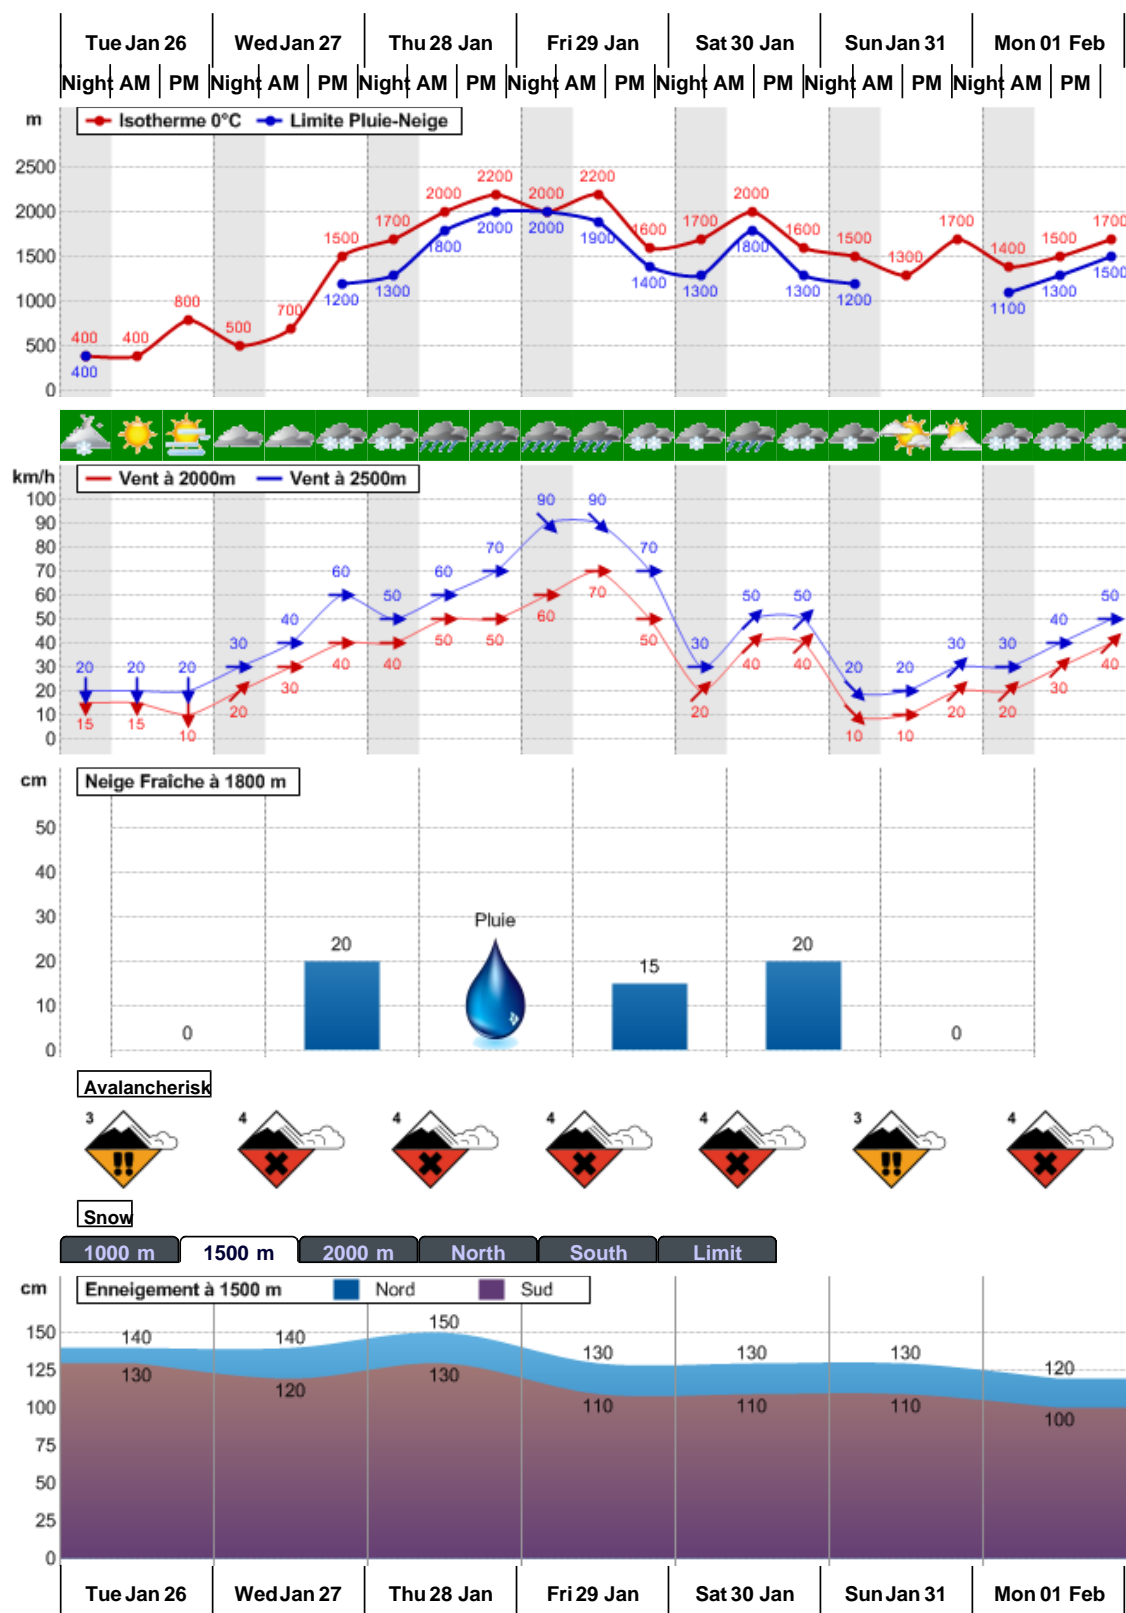 Tue Jan 26 Wed Jan 27 Thu 28 Jan Fri 29 Jan Sat 30 Jan Sun Jan 31 Mon 01 Feb
Night AM PM Night AM PM Night AM PM Night AM PM Night AM PM Night AM PM Night AM PM
m Isotherme 0°C Limite Pluie-Neige
2500
2200 2200
2000 2000 2000 2000 2000 2000
1900
1800 1800
1700 1700 1700 1700
1600 1600
1500 1500 1500 1500 1500
1400 1400
1300 1300 1300 1300 1300
1200 1200
1100
1000
800
700
500 500
400 400
400
0
km/h Vent à 2000m Vent à 2500m
100
90 90 90
80
70 70 70 70
60 60 60 60
50 50 50 50 50 50 50 50
40 40 40 40 40 40 40 40
30 30 30 30 30 30 30
20 20 20 20 20 20 20 20 20 20
15 15
10 10 10 10
0
cm Neige Fraîche à 1800 m
50
40
30
Pluie
20 20 20
15
10
0 0 0
Avalancherisk
3 4 4 4 4 3 4
Snow
1000 m 1500 m 2000 m North South Limit
cm Enneigement à 1500 m Nord Sud
150 140 140 150 130 130 130 120
125 130 120 130 110 110 110 100
100
75
50
25
0
Tue Jan 26 Wed Jan 27 Thu 28 Jan Fri 29 Jan Sat 30 Jan Sun Jan 31 Mon 01 Feb